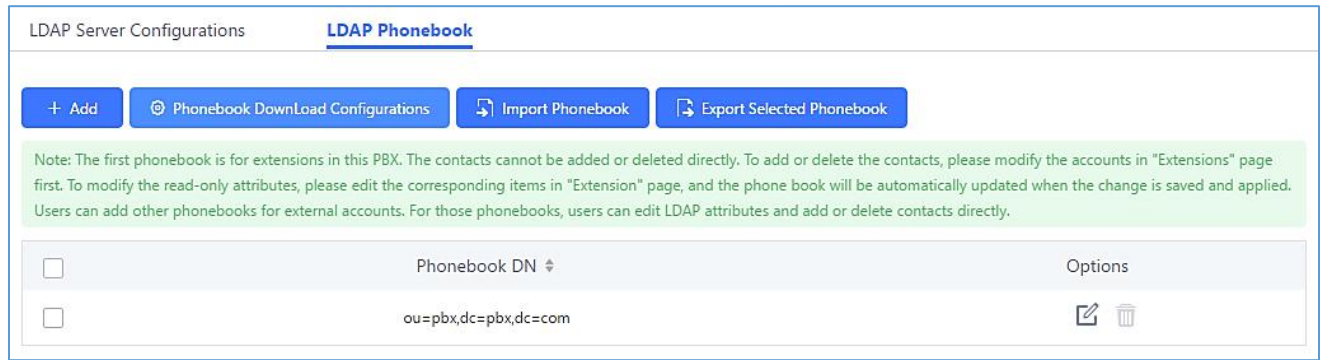 LDAP Server Configurations LDAP Phonebook
+ Add Phonebook DownLoad Configurations Import Phonebook Export Selected Phonebook
Note: The first phonebook is for extensions in this PBX. The contacts cannot be added or deleted directly. To add or delete the contacts, please modify the accounts in "Extensions" page
first. To modify the read-only attributes, please edit the corresponding items in "Extension" page, and the phone book will be automatically updated when the change is saved and applied.
Users can add other phonebooks for external accounts. For those phonebooks, users can edit LDAP attributes and add or delete contacts directly.
Phonebook DN Options
ou=pbx,dc=pbx,dc=com